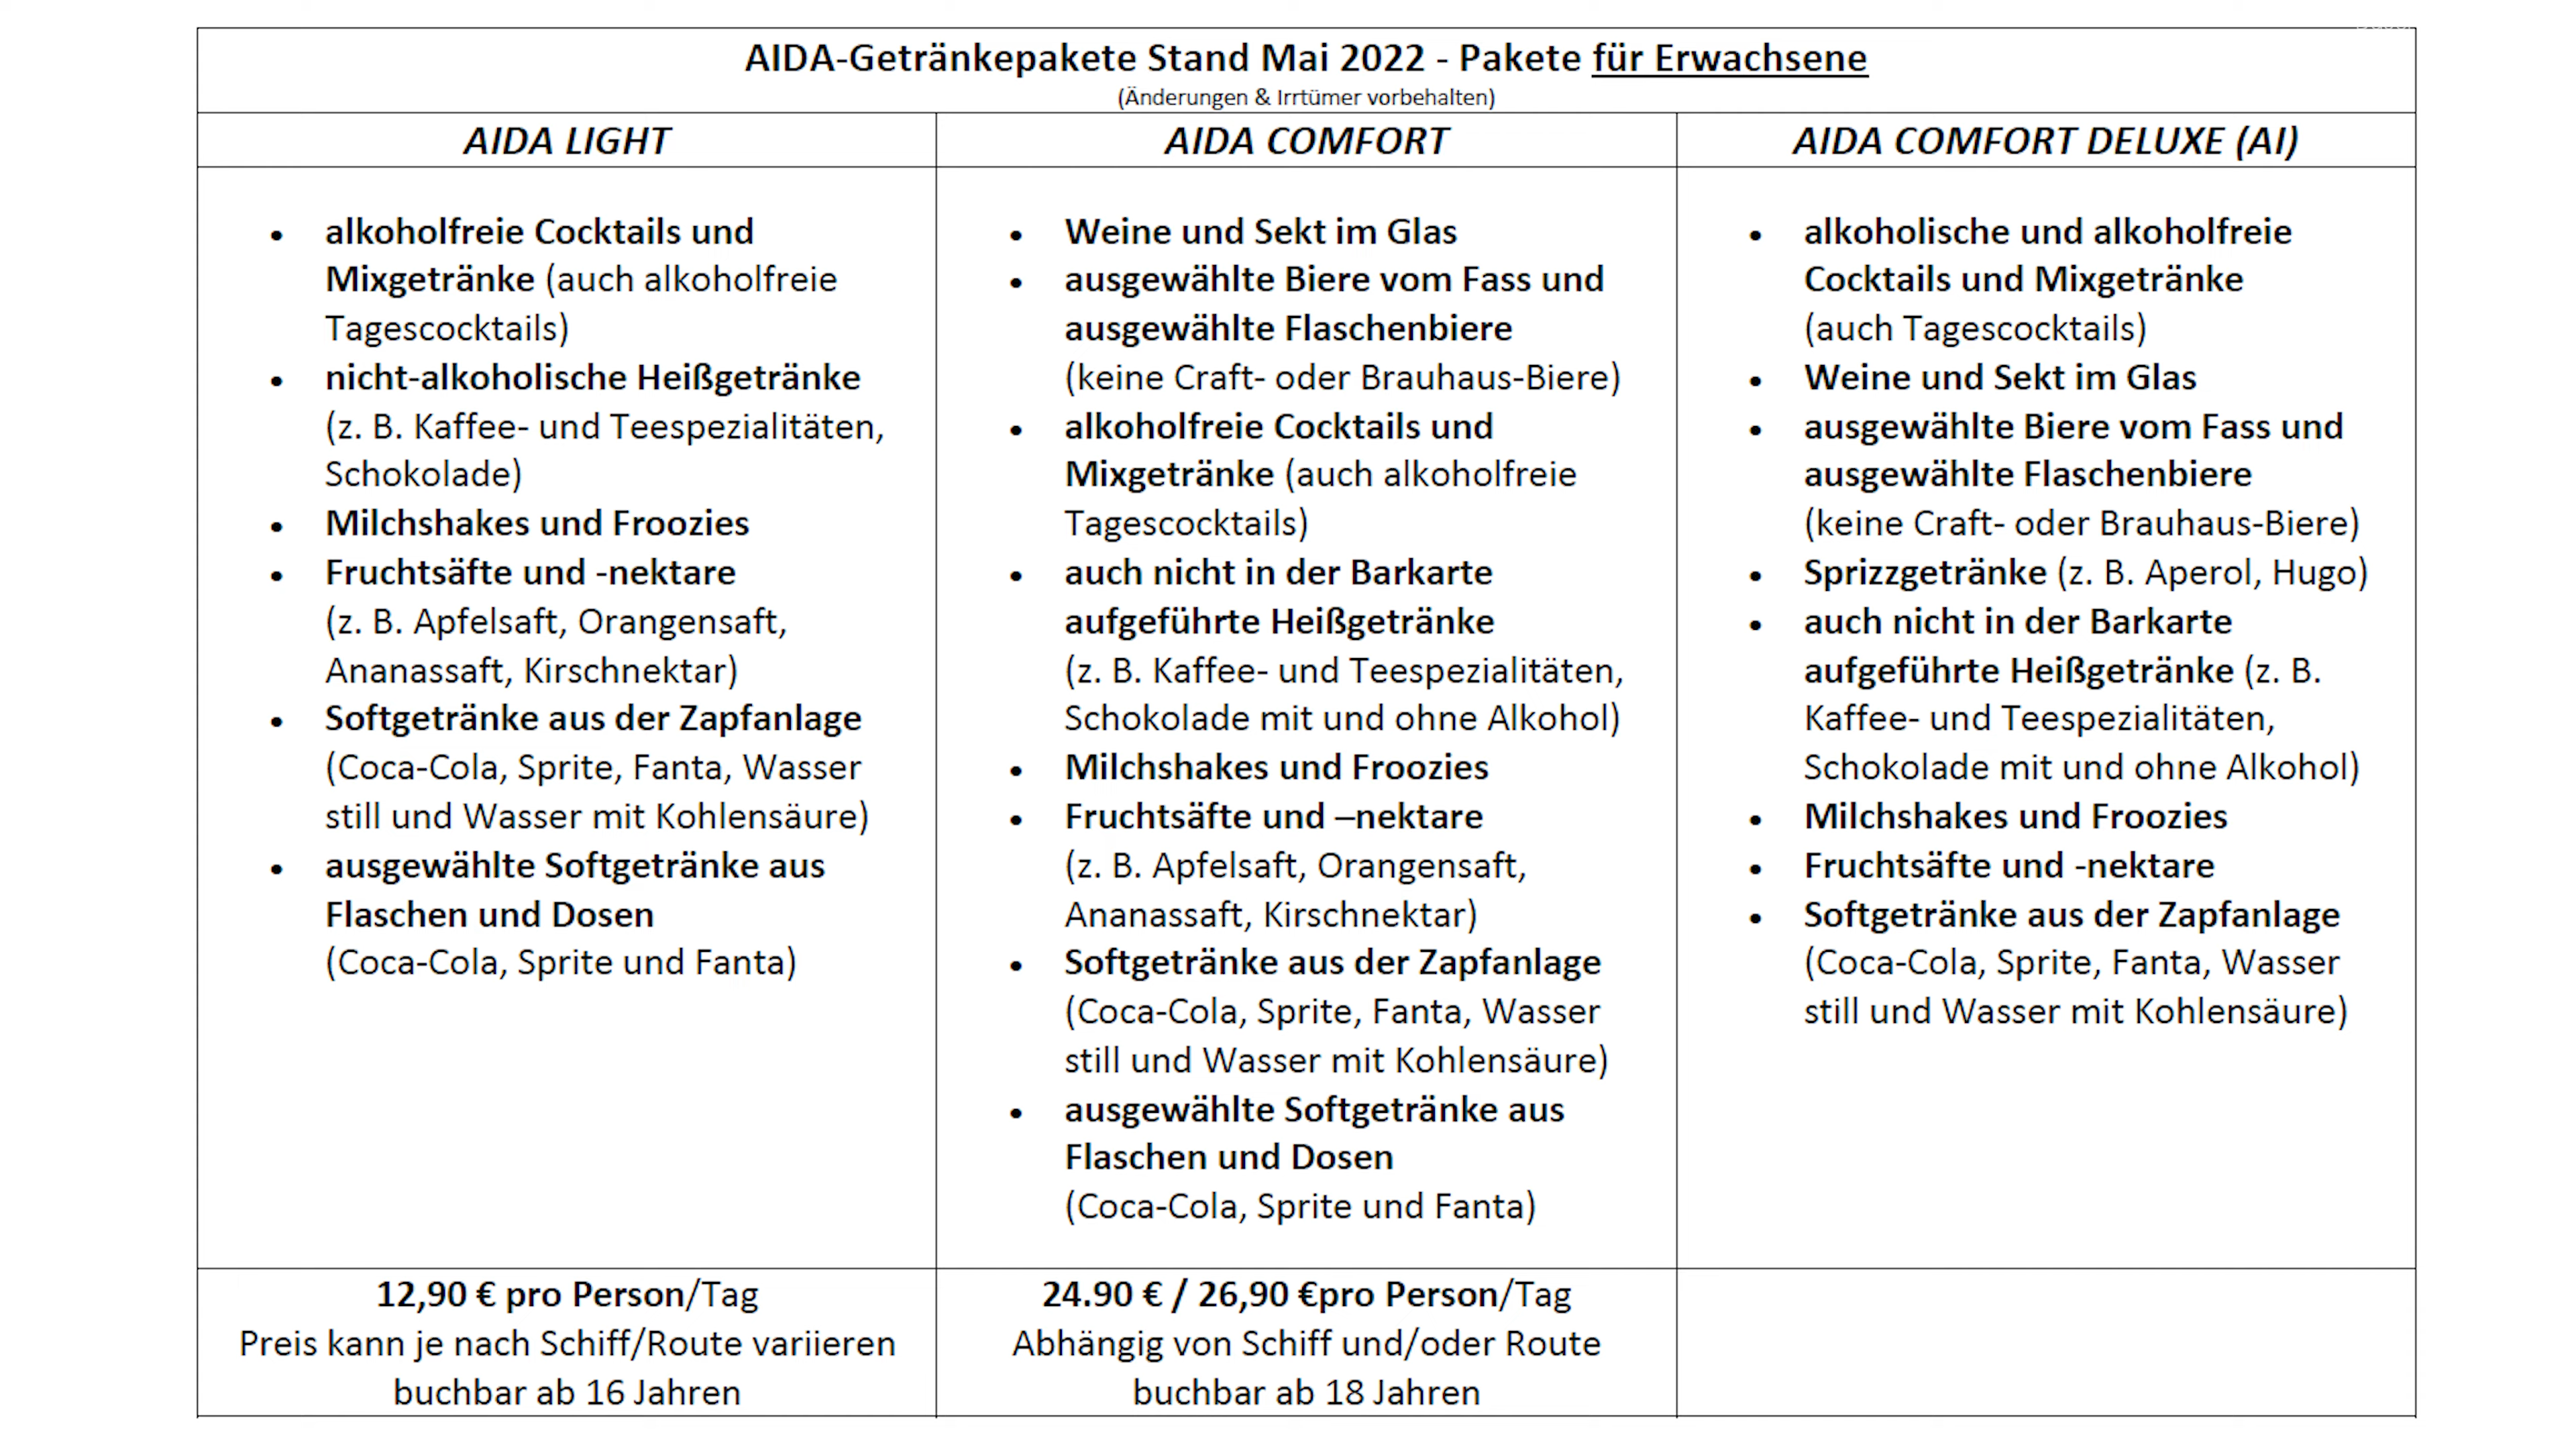 AIDA-Getränkepakete Stand Mai 2022 - Pakete für Erwachsene
(Änderungen & Irrtümer vorbehalten)
AIDA LIGHT
• alkoholfreie Cocktails und
Mixgetränke (auch alkoholfreie
Tagescocktails)
• nicht-alkoholische Heißgetränke
(z. B. Kaffee- und Teespezialitäten,
Schokolade)
• Milchshakes und Froozies
• Fruchtsäfte und -nektare
(z. B. Apfelsaft, Orangensaft,
Ananassaft, Kirschnektar)
• Softgetränke aus der Zapfanlage
(Coca-Cola, Sprite, Fanta, Wasser
still und Wasser mit Kohlensäure)
• ausgewählte Softgetränke aus
Flaschen und Dosen
(Coca-Cola, Sprite und Fanta)
12,90 € pro Person/Tag
Preis kann je nach Schiff/Route variieren
buchbar ab 16 Jahren
AIDA COMFORT
• Weine und Sekt im Glas
• ausgewählte Biere vom Fass und
ausgewählte Flaschenbiere
(keine Craft- oder Brauhaus-Biere)
• alkoholfreie Cocktails und
Mixgetränke (auch alkoholfreie
Tagescocktails)
• auch nicht in der Barkarte
aufgeführte Heißgetränke
(z. B. Kaffee- und Teespezialitäten,
Schokolade mit und ohne Alkohol)
• Milchshakes und Froozies
• Fruchtsäfte und –nektare
(z. B. Apfelsaft, Orangensaft,
Ananassaft, Kirschnektar)
• Softgetränke aus der Zapfanlage
(Coca-Cola, Sprite, Fanta, Wasser
still und Wasser mit Kohlensäure)
• ausgewählte Softgetränke aus
Flaschen und Dosen
(Coca-Cola, Sprite und Fanta)
24.90 € / 26,90 €pro Person/Tag
Abhängig von Schiff und/oder Route
buchbar ab 18 Jahren
AIDA COMFORT DELUXE (AI)
• alkoholische und alkoholfreie
Cocktails und Mixgetränke
(auch Tagescocktails)
• Weine und Sekt im Glas
• ausgewählte Biere vom Fass und
ausgewählte Flaschenbiere
(keine Craft- oder Brauhaus-Biere)
• Sprizzgetränke (z. B. Aperol, Hugo)
• auch nicht in der Barkarte
aufgeführte Heißgetränke (z. B.
Kaffee- und Teespezialitäten,
Schokolade mit und ohne Alkohol)
• Milchshakes und Froozies
• Fruchtsäfte und -nektare
• Softgetränke aus der Zapfanlage
(Coca-Cola, Sprite, Fanta, Wasser
still und Wasser mit Kohlensäure)